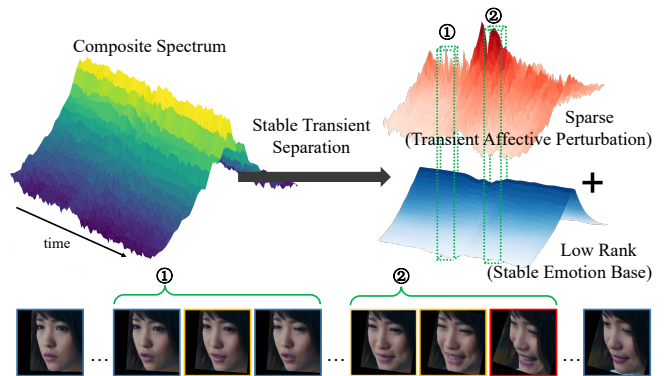 ① ②
Composite Spectrum
Stable Transient
Separation
Sparse
(Transient Affective Perturbation)
+
time
Low Rank
(Stable Emotion Base)
① ②
... ... ...